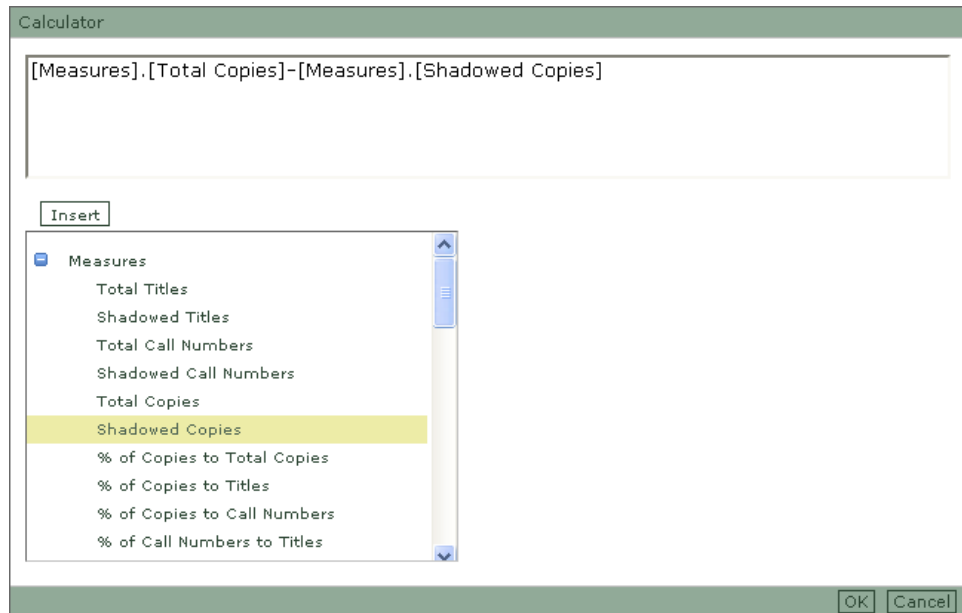 Calculator
[Measures].[Total Copies]-[Measures].[Shadowed Copies]
Insert
Measures
Total Titles
Shadowed Titles
Total Call Numbers
Shadowed Call Numbers
Total Copies
Shadowed Copies
% of Copies to Total Copies
% of Copies to Titles
% of Copies to Call Numbers
% of Call Numbers to Titles
OK Cancel